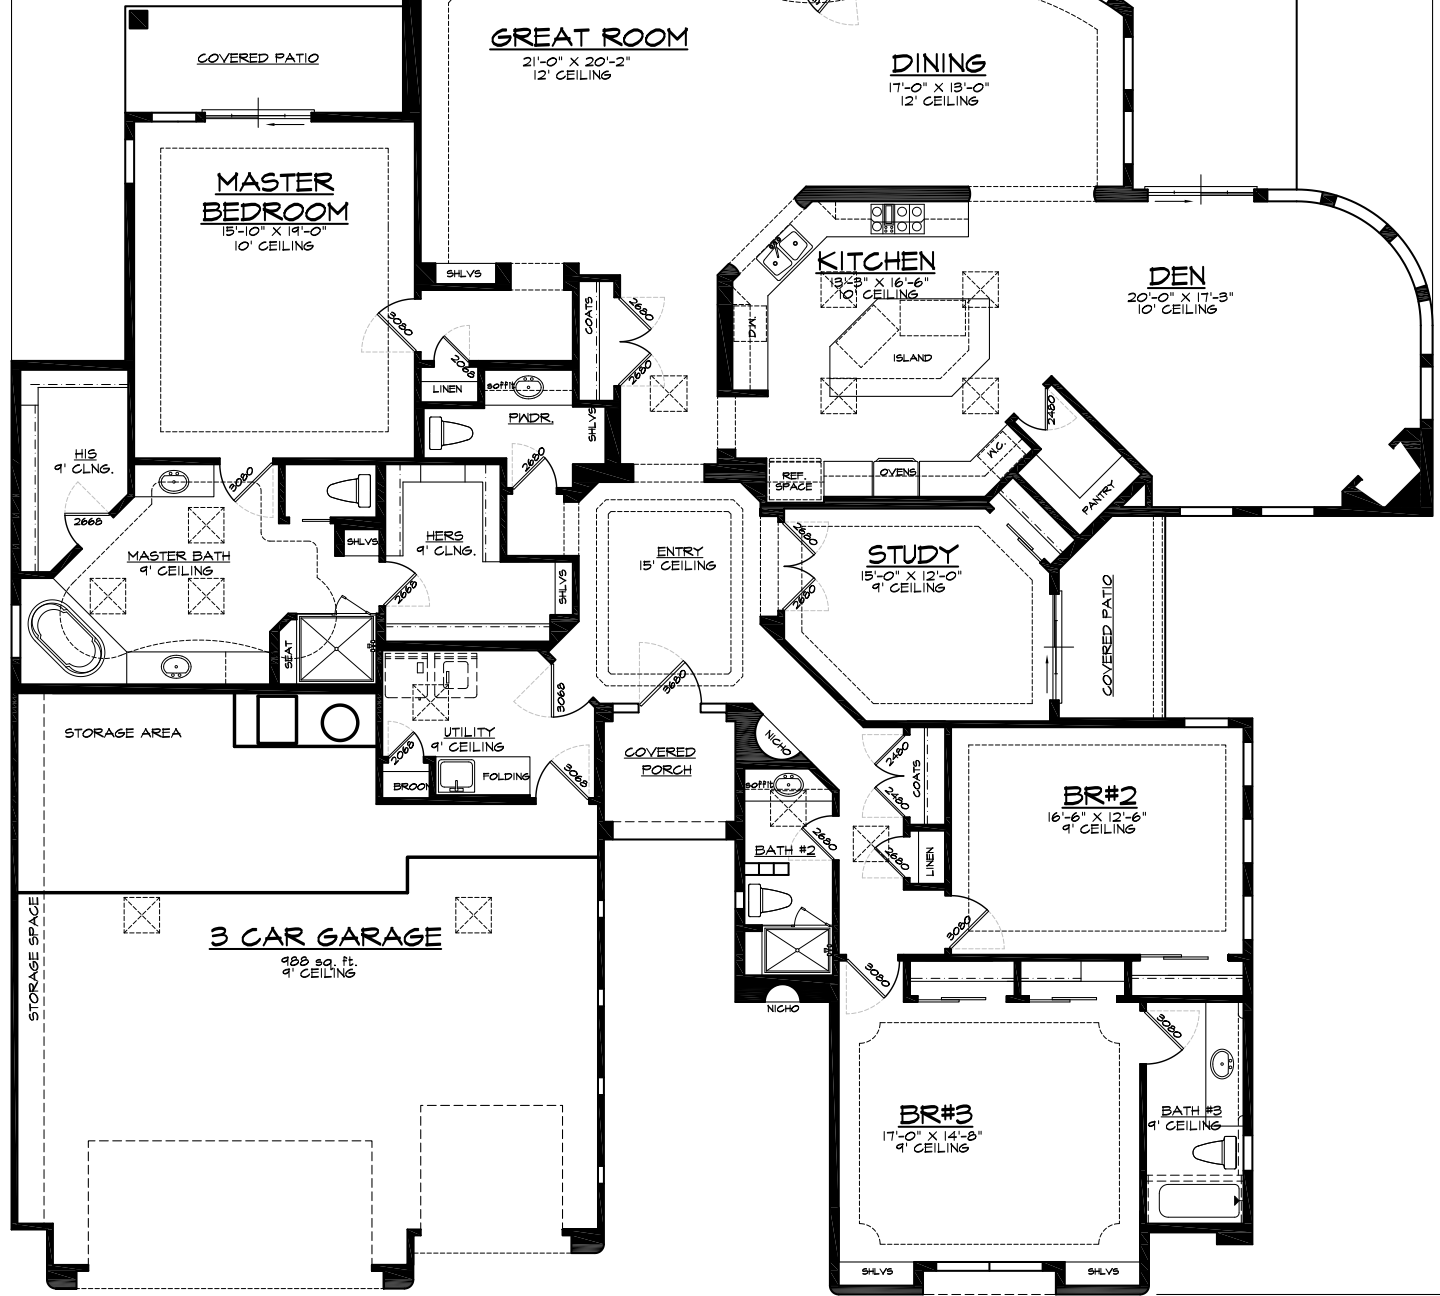 GREAT ROOM
21'-0" X 20'-2"
12' CEILING
DINING
17'-0" X 13'-0"
12' CEILING
COVERED PATIO
MASTER
BEDROOM
15'-10" X 19'-0"
10' CEILING
SHLVS
KITCHEN
13'-3" X 16'-6"
10' CEILING
DEN
20'-0" X 17'-3"
10' CEILING
COATS
2680
2680
3080
2068
LINEN
D.W.
ISLAND
soffit
PWDR.
SHLVS
2680
2480
W.C.
PANTRY
REF.
SPACE
OVENS
HIS
9' CLNG.
2668
3080
MASTER BATH
9' CEILING
SHLVS
HERS
9' CLNG.
2668
SHLVS
SEAT
ENTRY
15' CEILING
2680
2680
STUDY
15'-0" X 12'-0"
9' CEILING
COVERED PATIO
3680
3068
UTILITY
9' CEILING
2068
BROOM
FOLDING
3068
STORAGE AREA
COVERED
PORCH
NICHO
2480
2480
COATS
soffit
2680
BATH #2
2680
LINEN
BR#2
16'-6" X 12'-6"
9' CEILING
3080
STORAGE SPACE
3 CAR GARAGE
988 sq. ft.
9' CEILING
3080
NICHO
3080
BR#3
17'-0" X 14'-8"
9' CEILING
BATH #3
9' CEILING
SHLVS
SHLVS